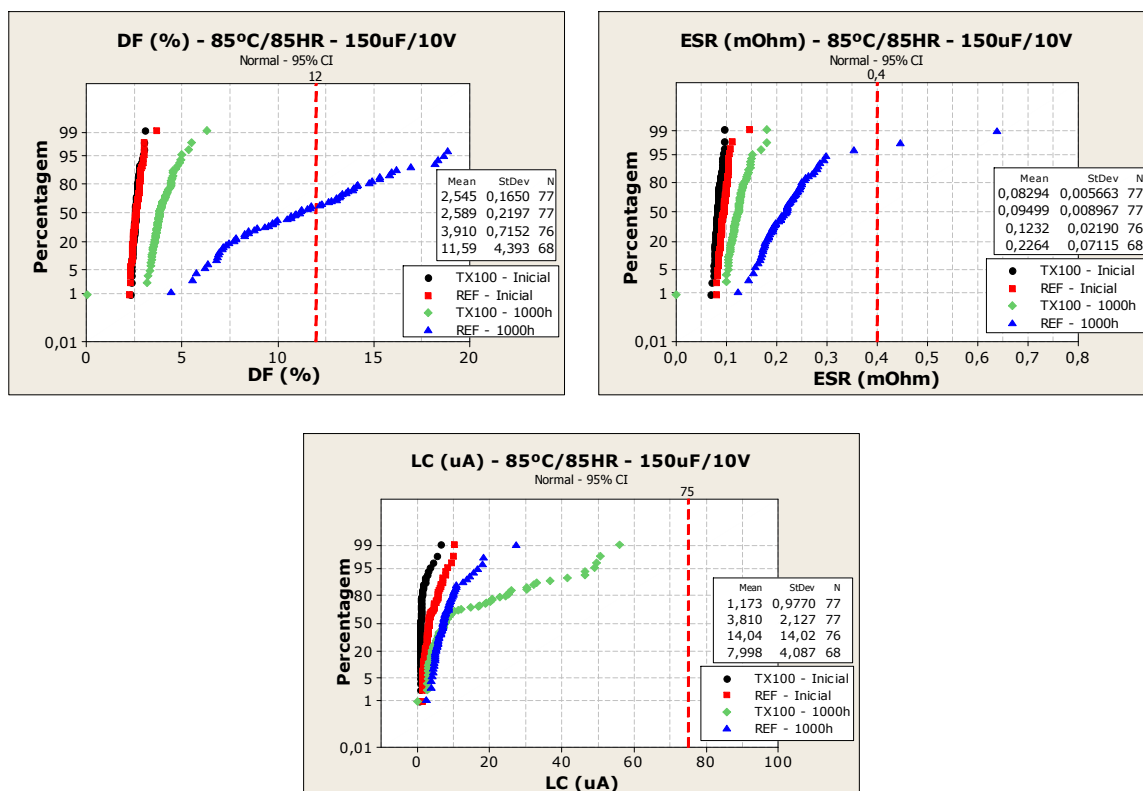 DF (%) - 85ºC/85HR - 150uF/10V
Normal - 95% CI
12
Percentagem
99
95
80
50
20
5
1
0,01
0
5
10
15
20
DF (%)
Mean StDev N
2,545 0,1650 77
2,589 0,2197 77
3,910 0,7152 76
11,59 4,393 68
TX100 - Inicial
REF - Inicial
TX100 - 1000h
REF - 1000h
ESR (mOhm) - 85ºC/85HR - 150uF/10V
Normal - 95% CI
0,4
Percentagem
99
95
80
50
20
5
1
0,01
0,0
0,1
0,2
0,3
0,4
0,5
0,6
0,7
0,8
ESR (mOhm)
Mean StDev N
0,08294 0,005663 77
0,09499 0,008967 77
0,1232 0,02190 76
0,2264 0,07115 68
TX100 - Inicial
REF - Inicial
TX100 - 1000h
REF - 1000h
LC (uA) - 85ºC/85HR - 150uF/10V
Normal - 95% CI
75
Percentagem
99
95
80
50
20
5
1
0,01
0
20
40
60
80
100
LC (uA)
Mean StDev N
1,173 0,9770 77
3,810 2,127 77
14,04 14,02 76
7,998 4,087 68
TX100 - Inicial
REF - Inicial
TX100 - 1000h
REF - 1000h